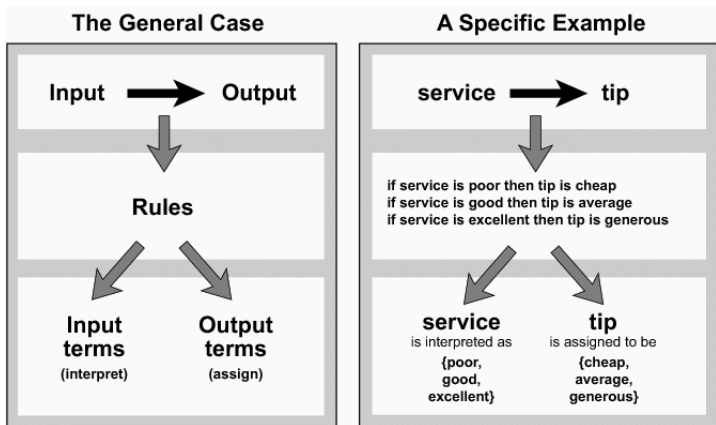 The General Case
Input Output
Rules
Input
terms
(interpret)
Output
terms
(assign)
A Specific Example
service tip
if service is poor then tip is cheap
if service is good then tip is average
if service is excellent then tip is generous
service
is interpreted as
{poor,
good,
excellent}
tip
is assigned to be
{cheap,
average,
generous}